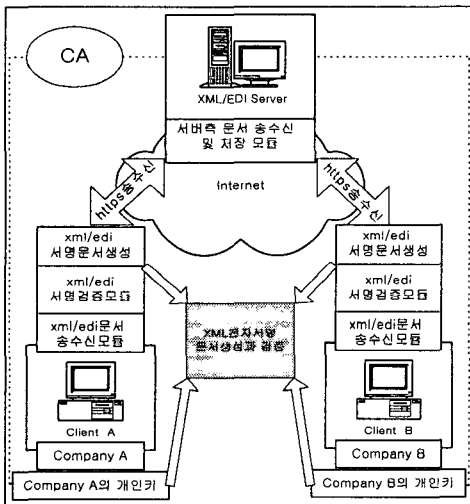 CA
XML/EDI Server
서버측 문서 송수신
및 저장 모듈
Internet
https송수신
https송수신
xml/edi
서명문서생성
xml/edi
서명검증모듈
xml/edi문서
송수신모듈
Client A
Company A
Company A의 개인키
XML전자서명
문서생성과 검증
xml/edi
서명문서생성
xml/edi
서명검증모듈
xml/edi문서
송수신모듈
Client B
Company B
Company B의 개인키